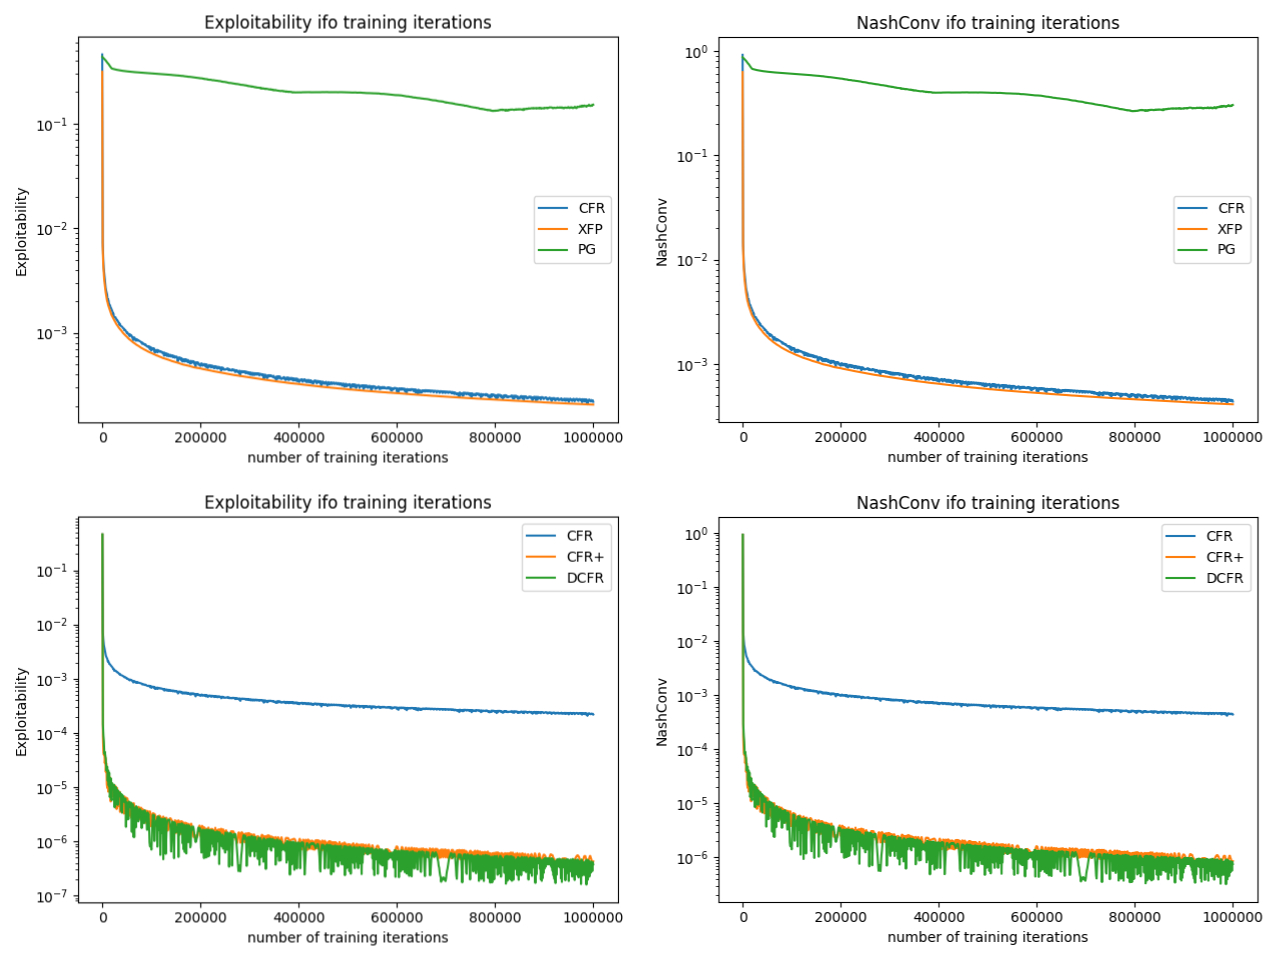 Exploitability ifo training iterations
Exploitability
10⁻¹
10⁻²
10⁻³
CFR
XFP
PG
0 200000 400000 600000 800000 1000000
number of training iterations
NashConv ifo training iterations
NashConv
10⁰
10⁻¹
10⁻²
10⁻³
CFR
XFP
PG
0 200000 400000 600000 800000 1000000
number of training iterations
Exploitability ifo training iterations
Exploitability
10⁻¹
10⁻²
10⁻³
10⁻⁴
10⁻⁵
10⁻⁶
10⁻⁷
CFR
CFR+
DCFR
0 200000 400000 600000 800000 1000000
number of training iterations
NashConv ifo training iterations
NashConv
10⁰
10⁻¹
10⁻²
10⁻³
10⁻⁴
10⁻⁵
10⁻⁶
CFR
CFR+
DCFR
0 200000 400000 600000 800000 1000000
number of training iterations